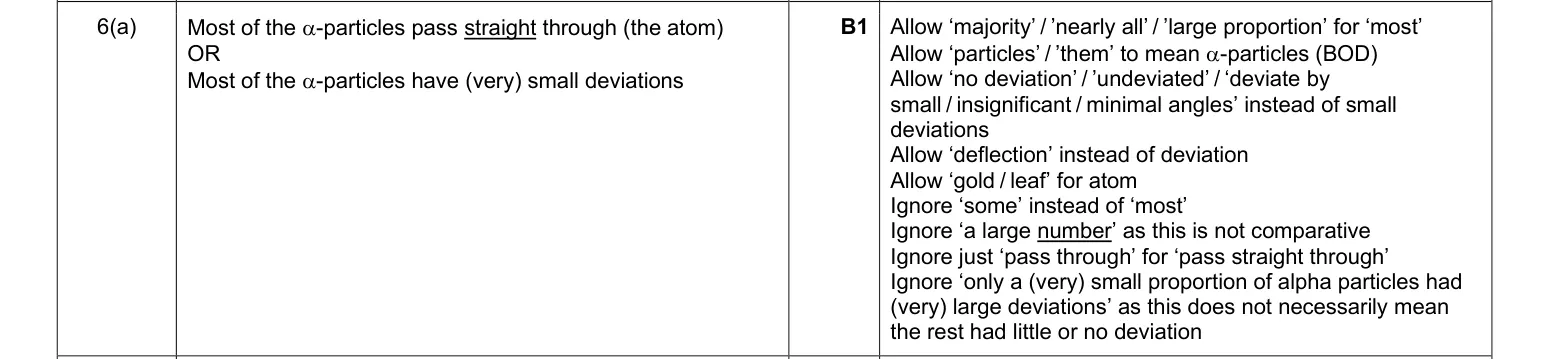 6(a)
Most of the α-particles pass straight through (the atom)
OR
Most of the α-particles have (very) small deviations
B1
Allow ‘majority’ / ’nearly all’ / ’large proportion’ for ‘most’
Allow ‘particles’ / ’them’ to mean α-particles (BOD)
Allow ‘no deviation’ / ’undeviated’ / ‘deviate by
small / insignificant / minimal angles’ instead of small
deviations
Allow ‘deflection’ instead of deviation
Allow ‘gold / leaf’ for atom
Ignore ‘some’ instead of ‘most’
Ignore ‘a large number’ as this is not comparative
Ignore just ‘pass through’ for ‘pass straight through’
Ignore ‘only a (very) small proportion of alpha particles had
(very) large deviations’ as this does not necessarily mean
the rest had little or no deviation